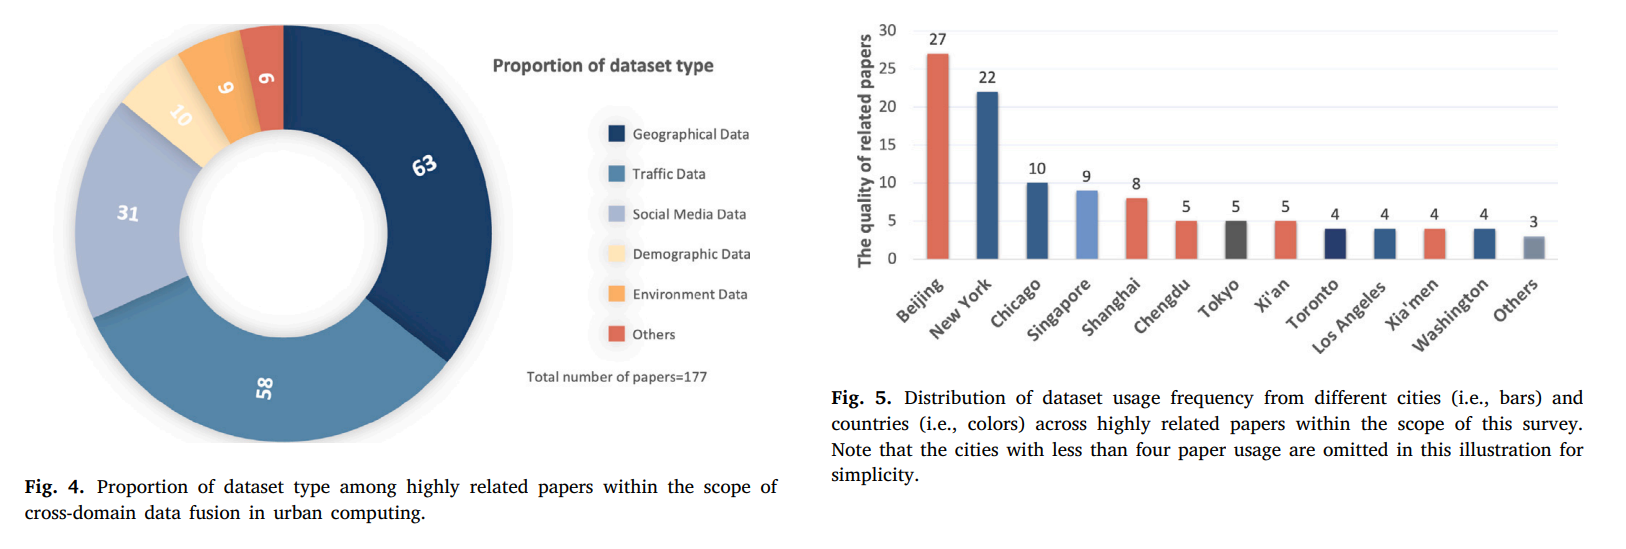 Proportion of dataset type
63
58
31
10
9
6
Geographical Data
Traffic Data
Social Media Data
Demographic Data
Environment Data
Others
Total number of papers=177
Fig. 4. Proportion of dataset type among highly related papers within the scope of
cross-domain data fusion in urban computing.
The quality of related papers
30
25
20
15
10
5
0
27
22
10
9
8
5
5
5
4
4
4
4
3
Beijing
New York
Chicago
Singapore
Shanghai
Chengdu
Tokyo
Xi'an
Toronto
Los Angeles
Xia'men
Washington
Others
Fig. 5. Distribution of dataset usage frequency from different cities (i.e., bars) and
countries (i.e., colors) across highly related papers within the scope of this survey.
Note that the cities with less than four paper usage are omitted in this illustration for
simplicity.